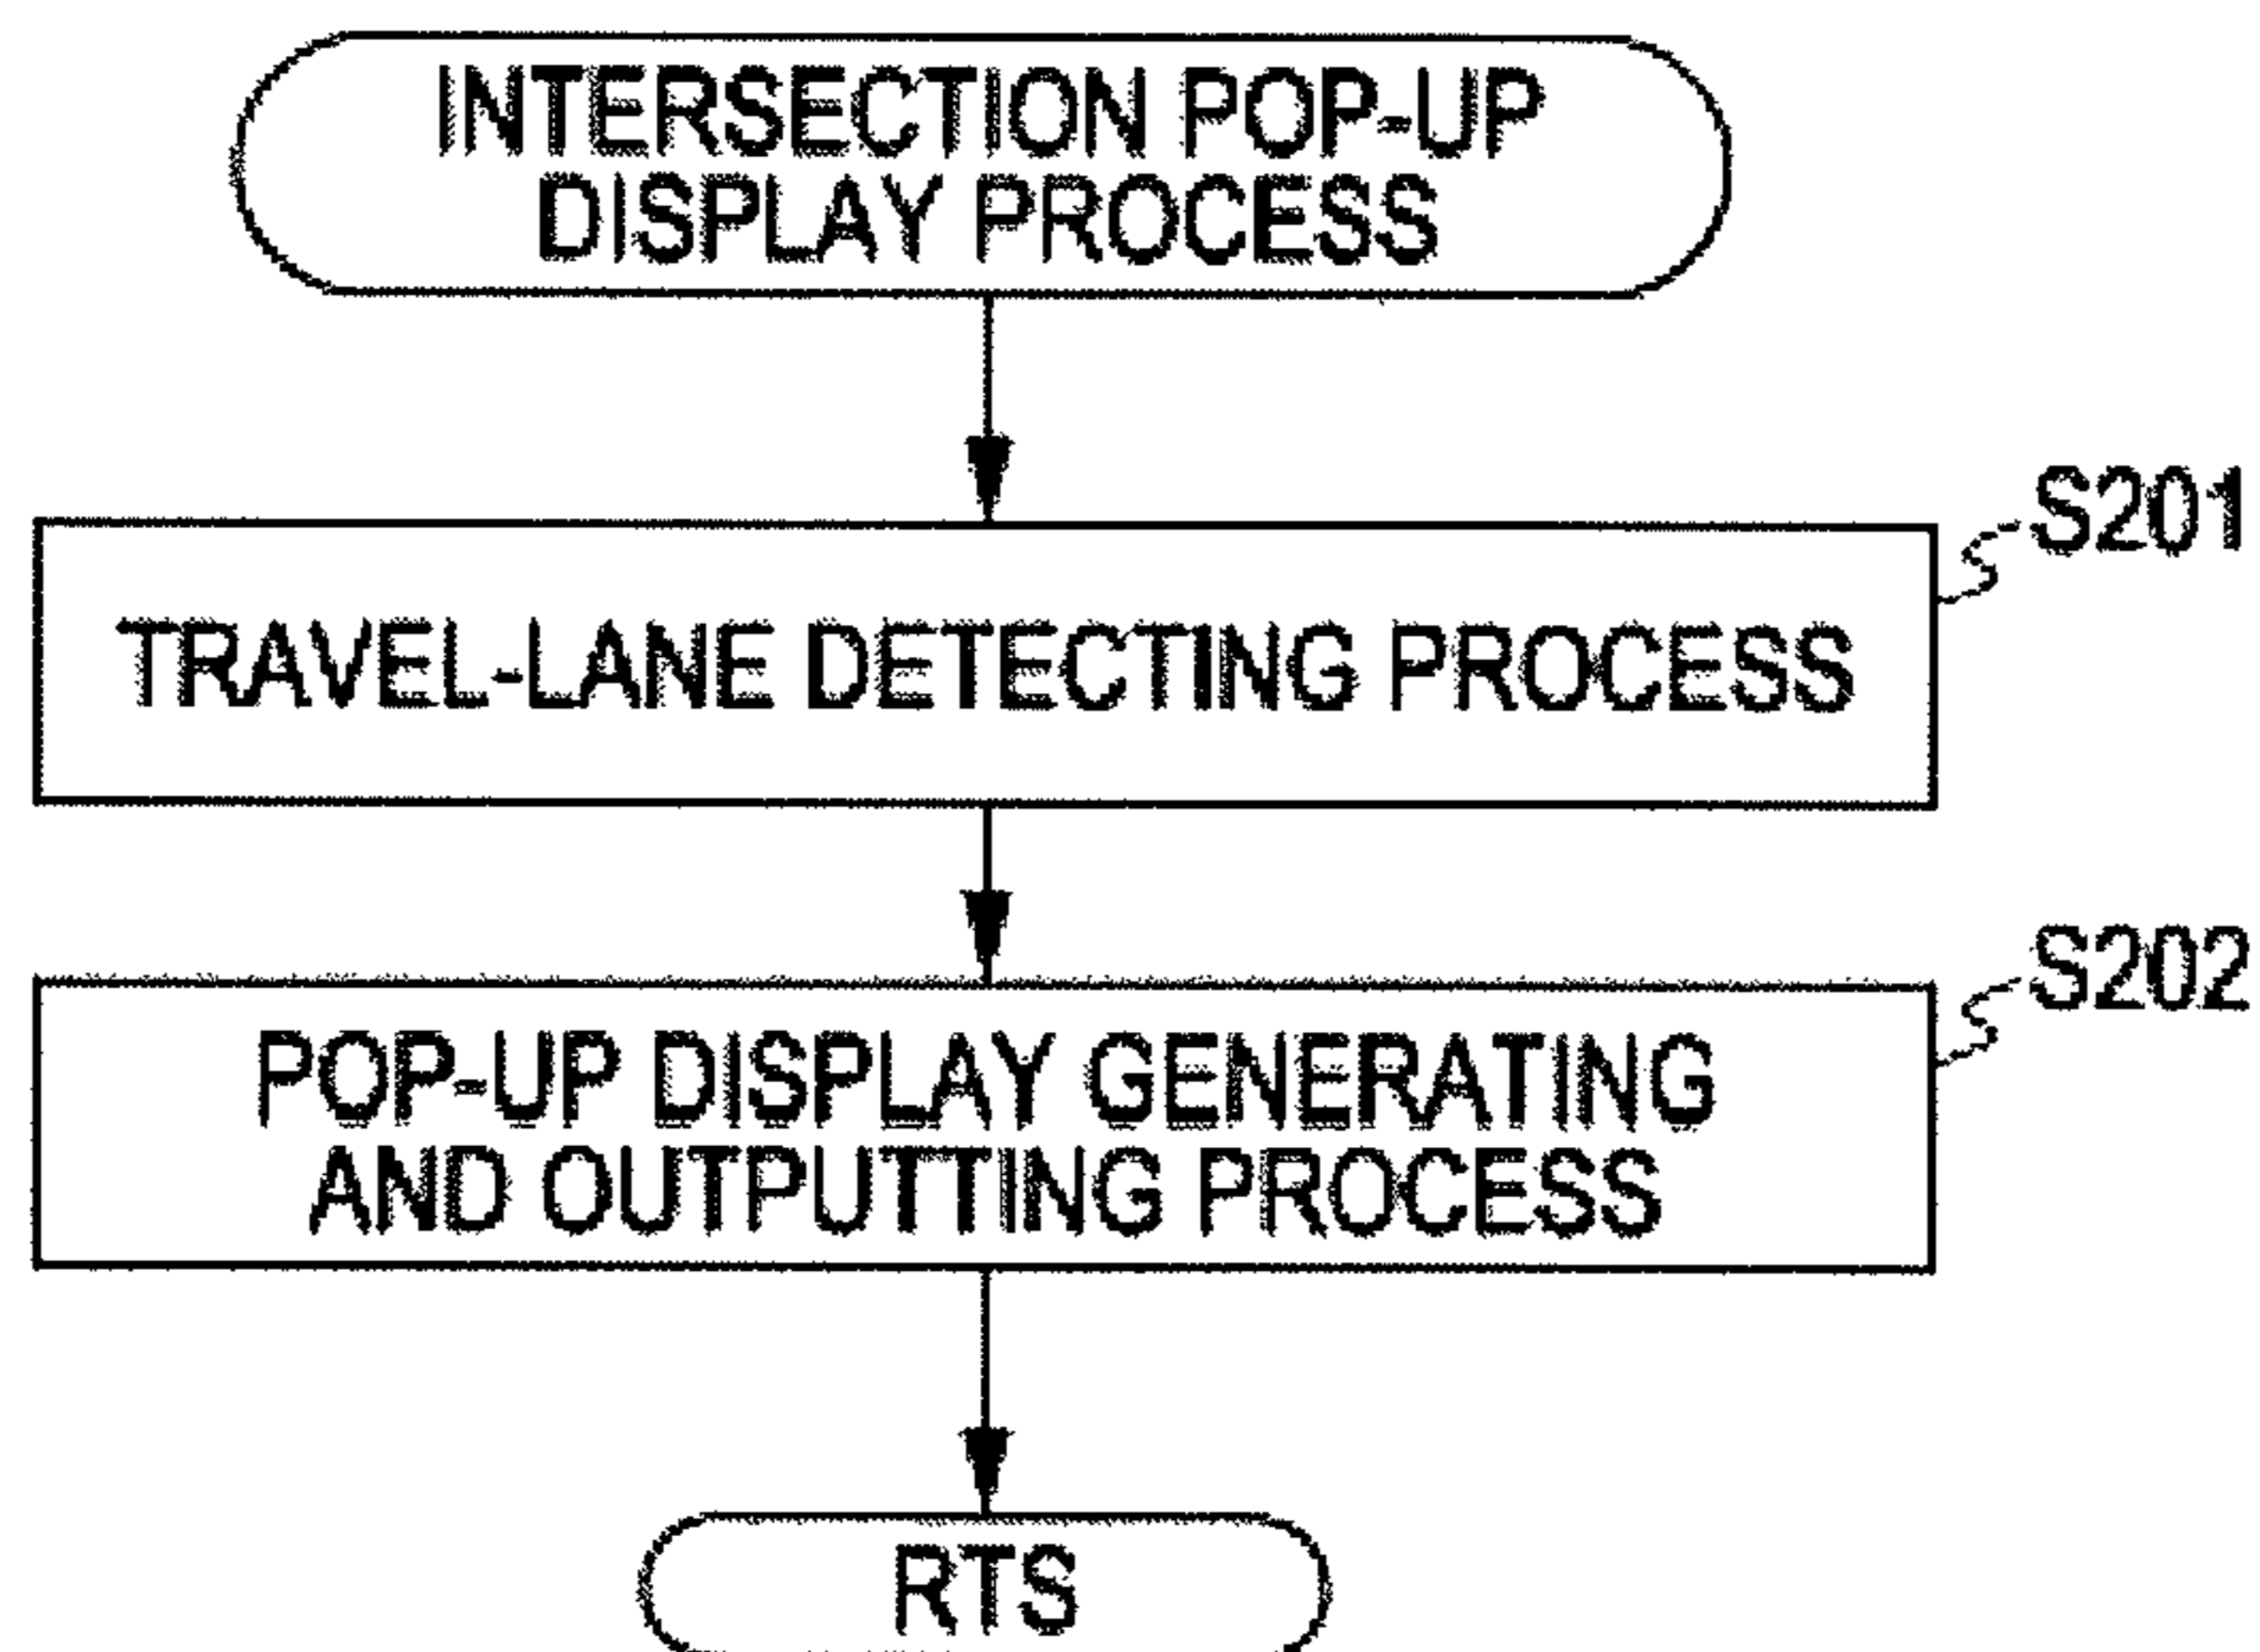 INTERSECTION POP-UP
DISPLAY PROCESS
S201
TRAVEL-LANE DETECTING PROCESS
S202
POP-UP DISPLAY GENERATING
AND OUTPUTTING PROCESS
RTS